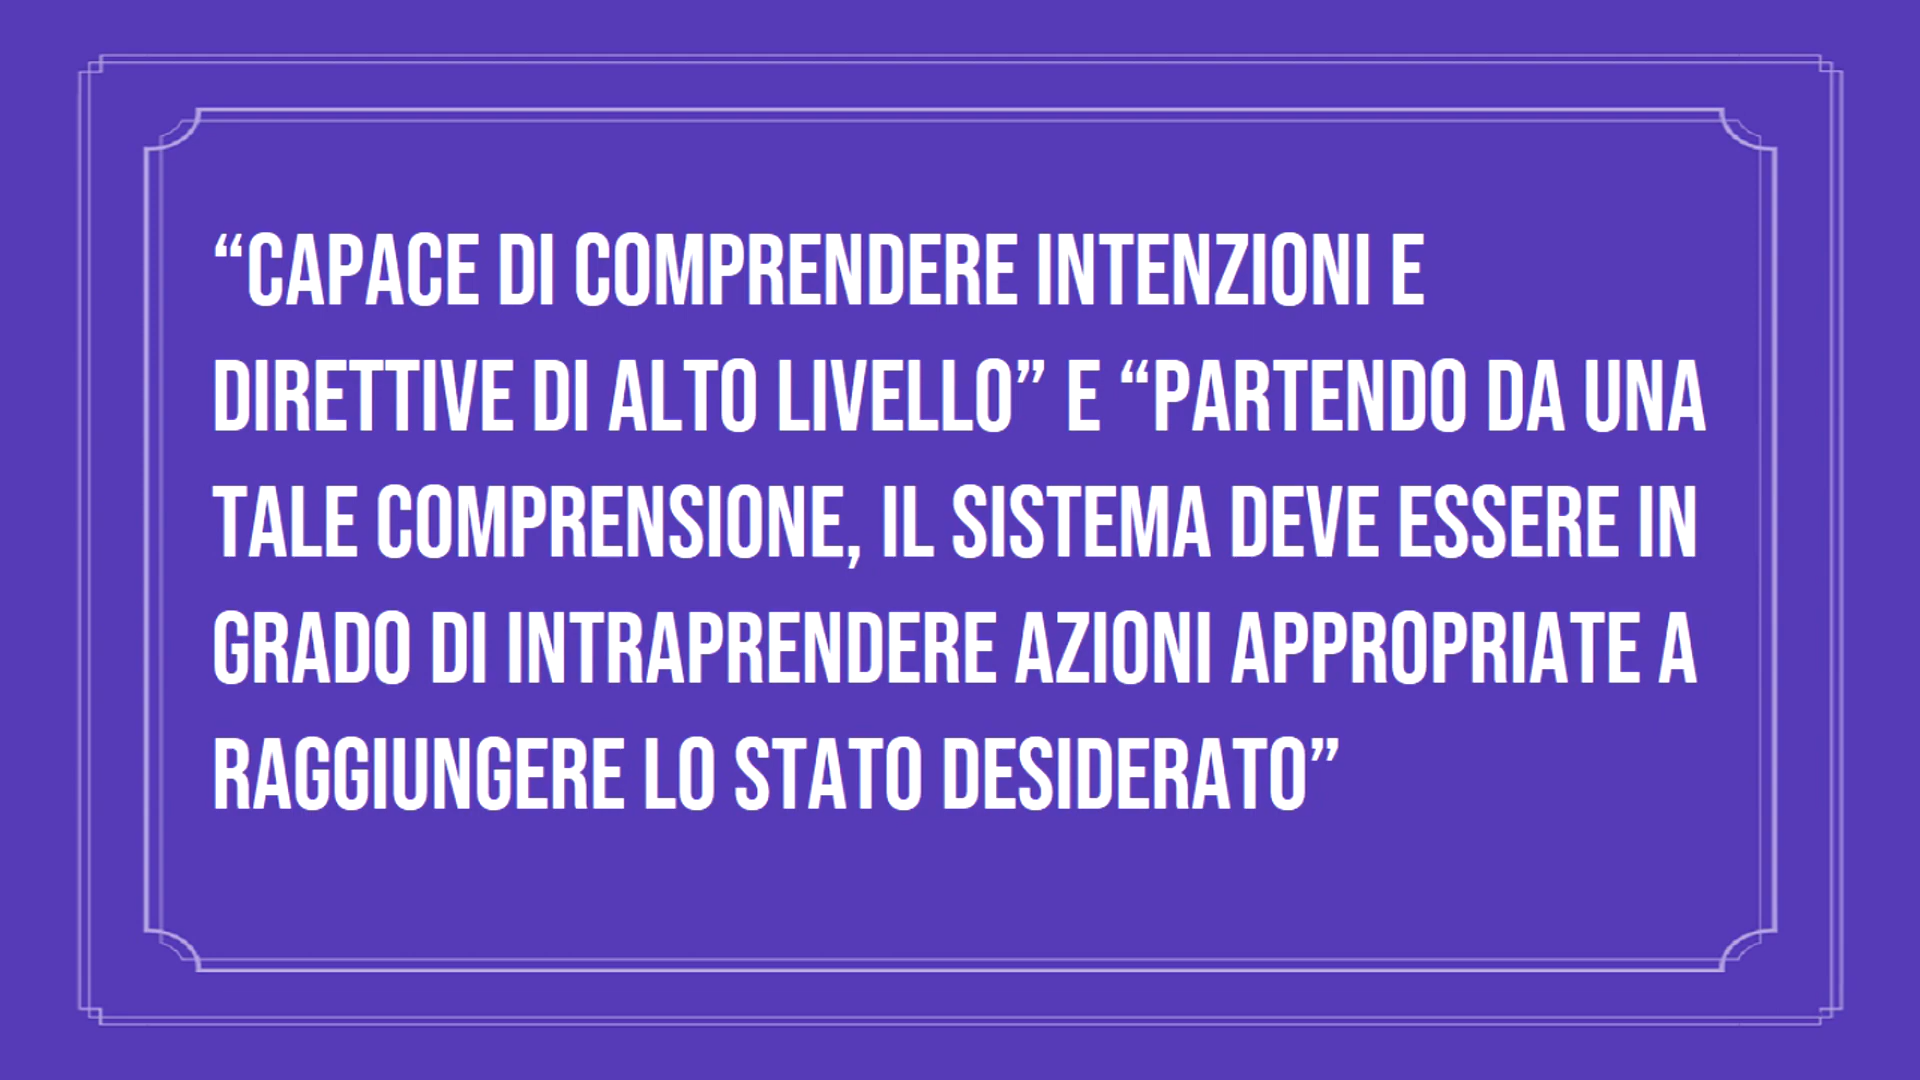 “CAPACE DI COMPRENDERE INTENZIONI E
DIRETTIVE DI ALTO LIVELLO” E “PARTENDO DA UNA
TALE COMPRENSIONE, IL SISTEMA DEVE ESSERE IN
GRADO DI INTRAPRENDERE AZIONI APPROPRIATE A
RAGGIUNGERE LO STATO DESIDERATO”